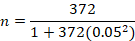 n = 372 / 1 + 372(0.05²)